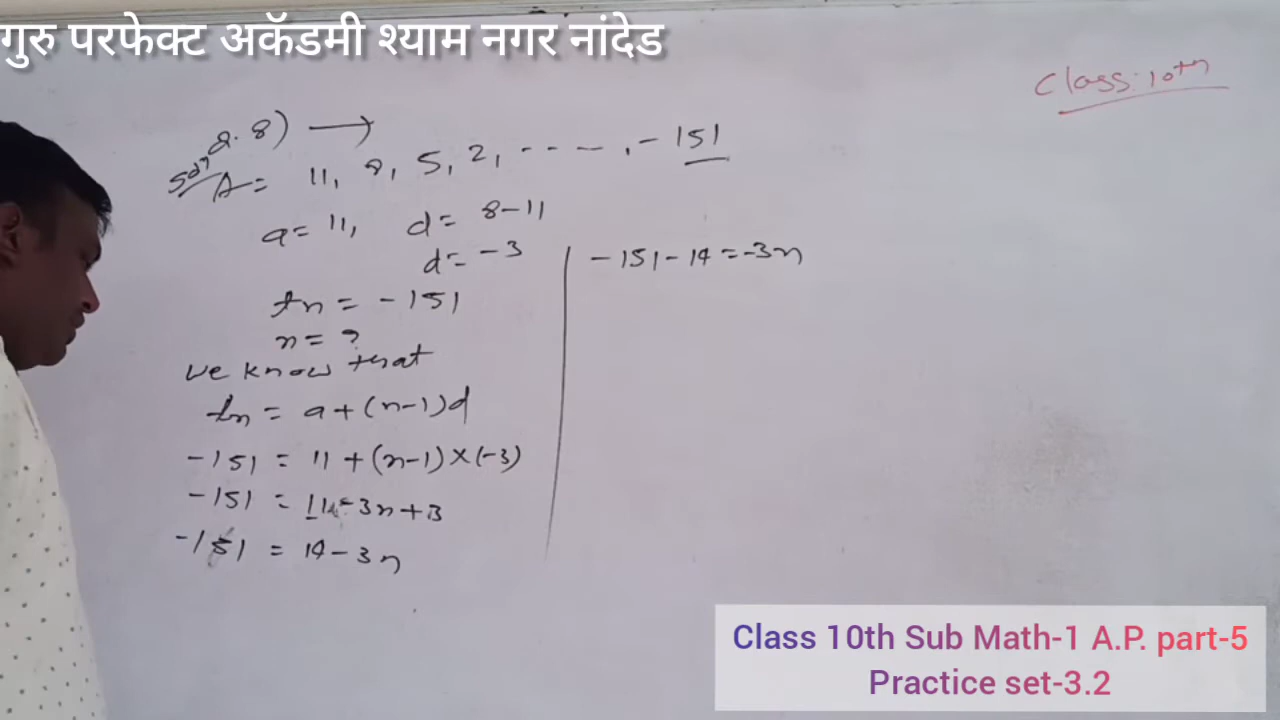 गुरु परफेक्ट अकॅडमी श्याम नगर नांदेड
Class:10th
Q.8) →
Soln A = 11, 8, 5, 2, ----, -151
a = 11, d = 8-11
d = -3
tn = -151
n = ?
we know that
tn = a+(n-1)d
-151 = 11+(n-1)×(-3)
-151 = 11-3n+3
-151 = 14-3n
-151-14=-3n
Class 10th Sub Math-1 A.P. part-5
Practice set-3.2